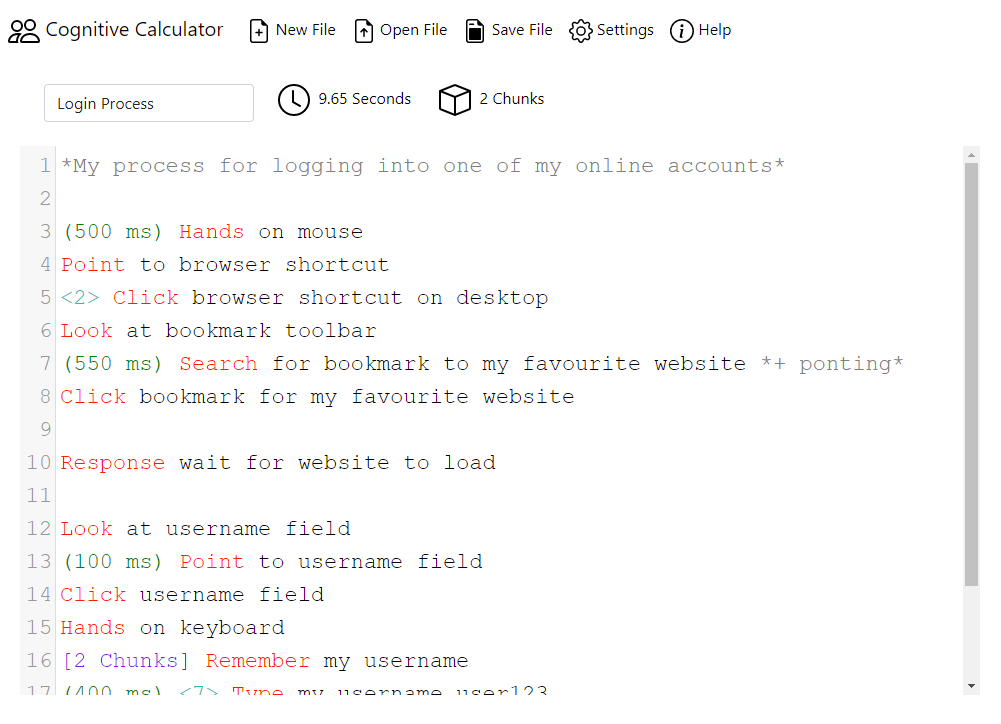 Cognitive Calculator New File Open File Save File Settings Help
Login Process 9.65 Seconds 2 Chunks
1 *My process for logging into one of my online accounts*
2
3 (500 ms) Hands on mouse
4 Point to browser shortcut
5 <2> Click browser shortcut on desktop
6 Look at bookmark toolbar
7 (550 ms) Search for bookmark to my favourite website *+ ponting*
8 Click bookmark for my favourite website
9
10 Response wait for website to load
11
12 Look at username field
13 (100 ms) Point to username field
14 Click username field
15 Hands on keyboard
16 [2 Chunks] Remember my username
17 (400 ms) <7> Type my username user123